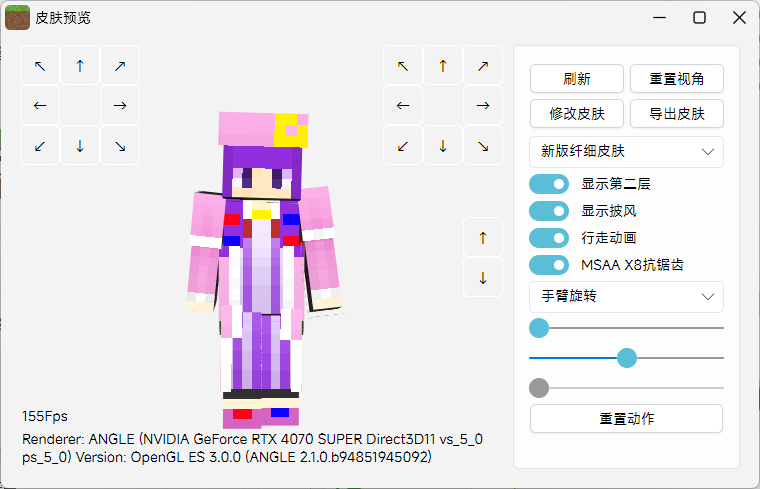 皮肤预览
↖ ↑ ↗
← →
↙ ↓ ↘
↖ ↑ ↗
← →
↙ ↓ ↘
↑
↓
155Fps
Renderer: ANGLE (NVIDIA GeForce RTX 4070 SUPER Direct3D11 vs_5_0
ps_5_0) Version: OpenGL ES 3.0.0 (ANGLE 2.1.0.b94851945092)
刷新 重置视角
修改皮肤 导出皮肤
新版纤细皮肤
显示第二层
显示披风
行走动画
MSAA X8抗锯齿
手臂旋转
重置动作